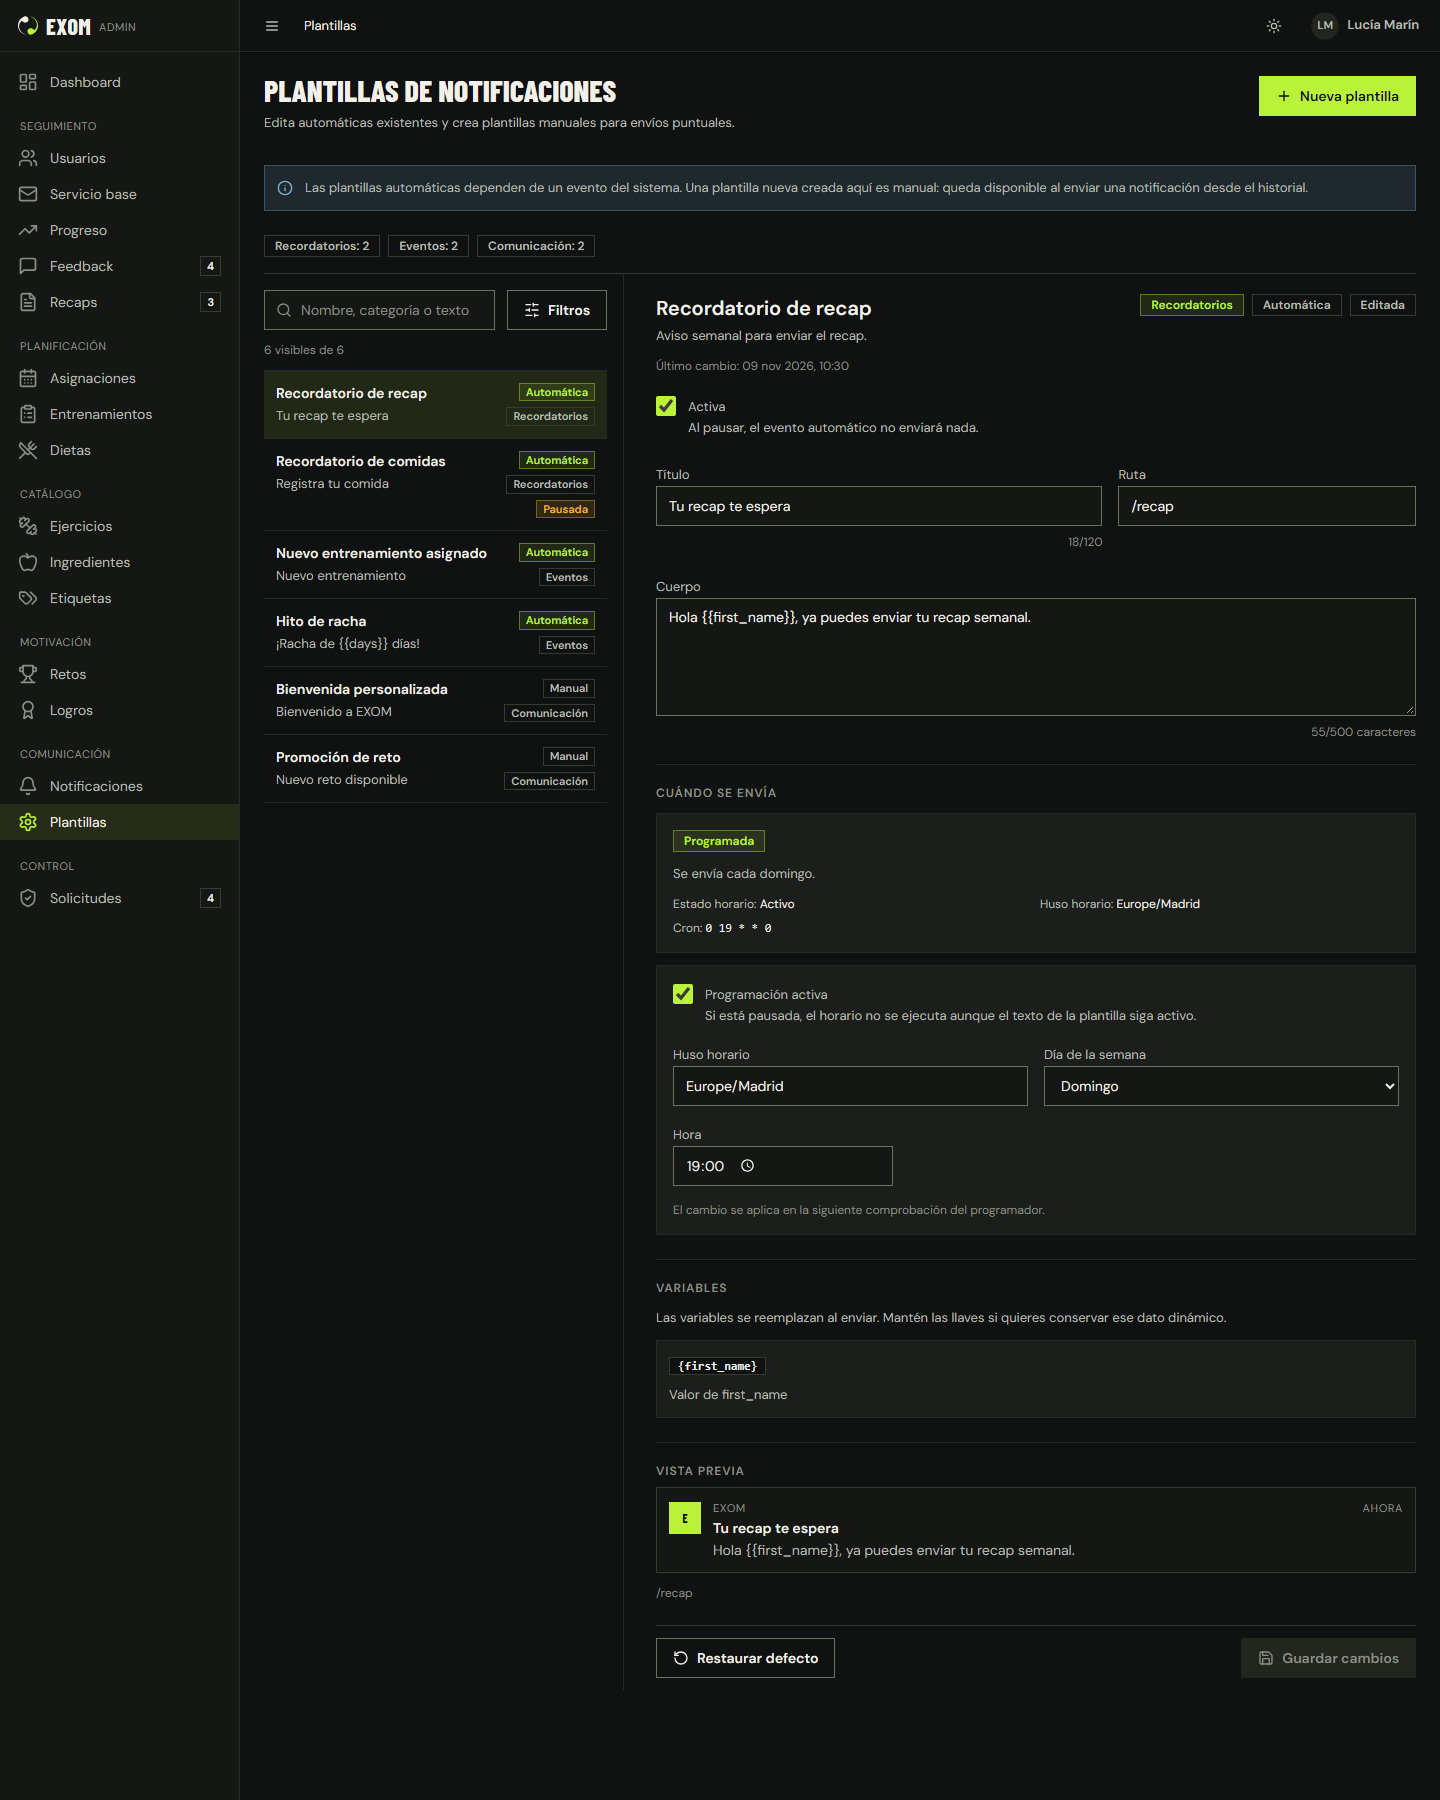 EXOM ADMIN
Plantillas
LM Lucía Marín
Dashboard
SEGUIMIENTO
Usuarios
Servicio base
Progreso
Feedback 4
Recaps 3
PLANIFICACIÓN
Asignaciones
Entrenamientos
Dietas
CATÁLOGO
Ejercicios
Ingredientes
Etiquetas
MOTIVACIÓN
Retos
Logros
COMUNICACIÓN
Notificaciones
Plantillas
CONTROL
Solicitudes 4
PLANTILLAS DE NOTIFICACIONES
Edita automáticas existentes y crea plantillas manuales para envíos puntuales.
Nueva plantilla
Las plantillas automáticas dependen de un evento del sistema. Una plantilla nueva creada aquí es manual: queda disponible al enviar una notificación desde el historial.
Recordatorios: 2 Eventos: 2 Comunicación: 2
Nombre, categoría o texto Filtros
6 visibles de 6
Recordatorio de recap Automática
Tu recap te espera Recordatorios
Recordatorio de comidas Automática
Registra tu comida Recordatorios
Pausada
Nuevo entrenamiento asignado Automática
Nuevo entrenamiento Eventos
Hito de racha Automática
¡Racha de {{days}} días! Eventos
Bienvenida personalizada Manual
Bienvenido a EXOM Comunicación
Promoción de reto Manual
Nuevo reto disponible Comunicación
Recordatorio de recap Recordatorios Automática Editada
Aviso semanal para enviar el recap.
Último cambio: 09 nov 2026, 10:30
Activa
Al pausar, el evento automático no enviará nada.
Título Ruta
Tu recap te espera /recap
18/120
Cuerpo
Hola {{first_name}}, ya puedes enviar tu recap semanal.
55/500 caracteres
CUÁNDO SE ENVÍA
Programada
Se envía cada domingo.
Estado horario: Activo Huso horario: Europe/Madrid
Cron: 0 19 * * 0
Programación activa
Si está pausada, el horario no se ejecuta aunque el texto de la plantilla siga activo.
Huso horario Día de la semana
Europe/Madrid Domingo
Hora
19:00
El cambio se aplica en la siguiente comprobación del programador.
VARIABLES
Las variables se reemplazan al enviar. Mantén las llaves si quieres conservar ese dato dinámico.
{first_name}
Valor de first_name
VISTA PREVIA
E EXOM AHORA
Tu recap te espera
Hola {{first_name}}, ya puedes enviar tu recap semanal.
/recap
Restaurar defecto Guardar cambios